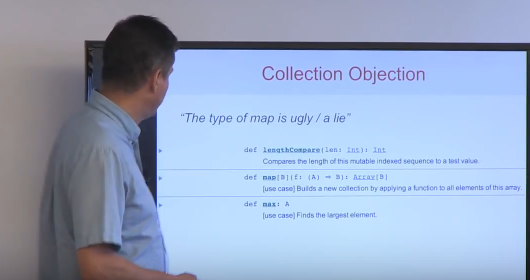 Collection Objection
"The type of map is ugly / a lie"
def lengthCompare(len: Int): Int
Compares the length of this mutable indexed sequence to a test value.
def map[B](f: (A) ⇒ B): Array[B]
[use case] Builds a new collection by applying a function to all elements of this array.
def max: A
[use case] Finds the largest element.